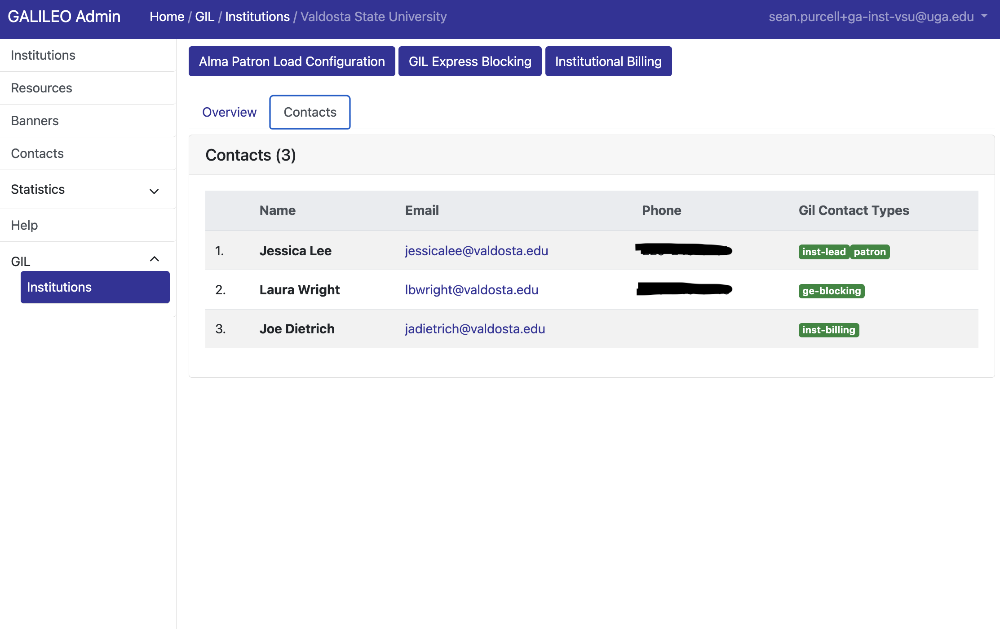 GALILEO Admin Home / GIL / Institutions / Valdosta State University sean.purcell+ga-inst-vsu@uga.edu
Institutions
Resources
Banners
Contacts
Statistics
Help
GIL
Institutions
Alma Patron Load Configuration GIL Express Blocking Institutional Billing
Overview Contacts
Contacts (3)
Name Email Phone Gil Contact Types
1. Jessica Lee jessicalee@valdosta.edu inst-lead patron
2. Laura Wright lbwright@valdosta.edu ge-blocking
3. Joe Dietrich jadietrich@valdosta.edu inst-billing